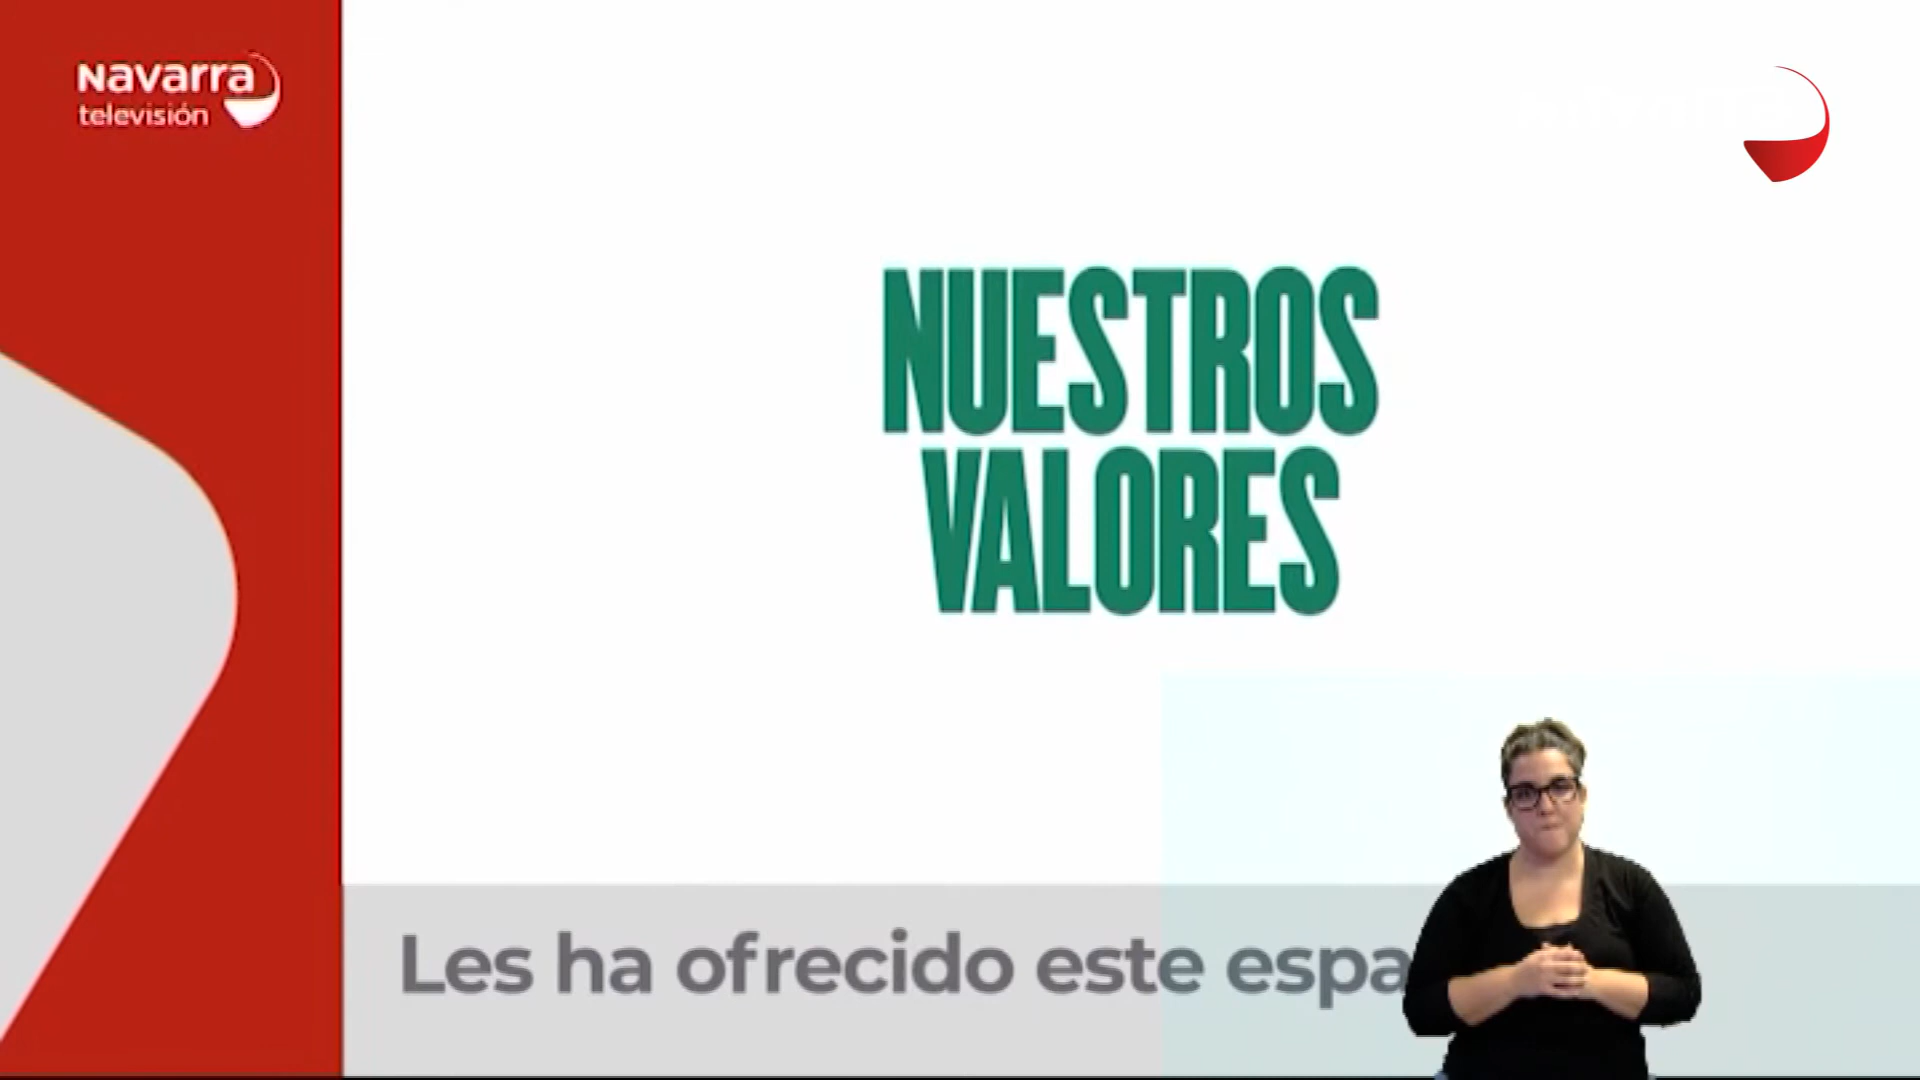 Navarra
televisión
NUESTROS
VALORES
Les ha ofrecido este espa